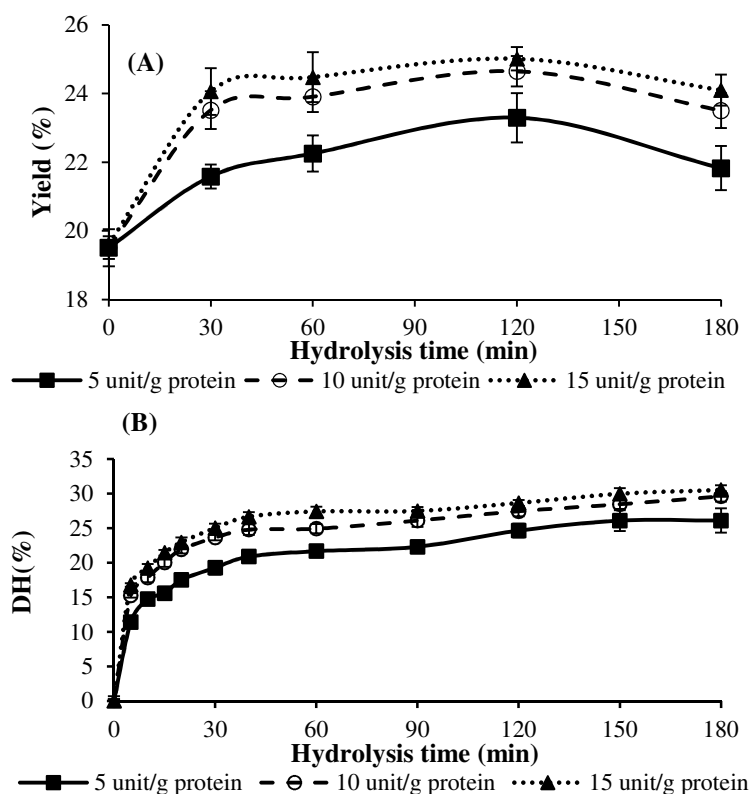 26
(A)
24
22
20
18
Yield (%)
0 30 60 90 120 150 180
Hydrolysis time (min)
5 unit/g protein 10 unit/g protein 15 unit/g protein
(B)
35
30
25
20
15
10
5
0
DH(%)
0 30 60 90 120 150 180
Hydrolysis time (min)
5 unit/g protein 10 unit/g protein 15 unit/g protein